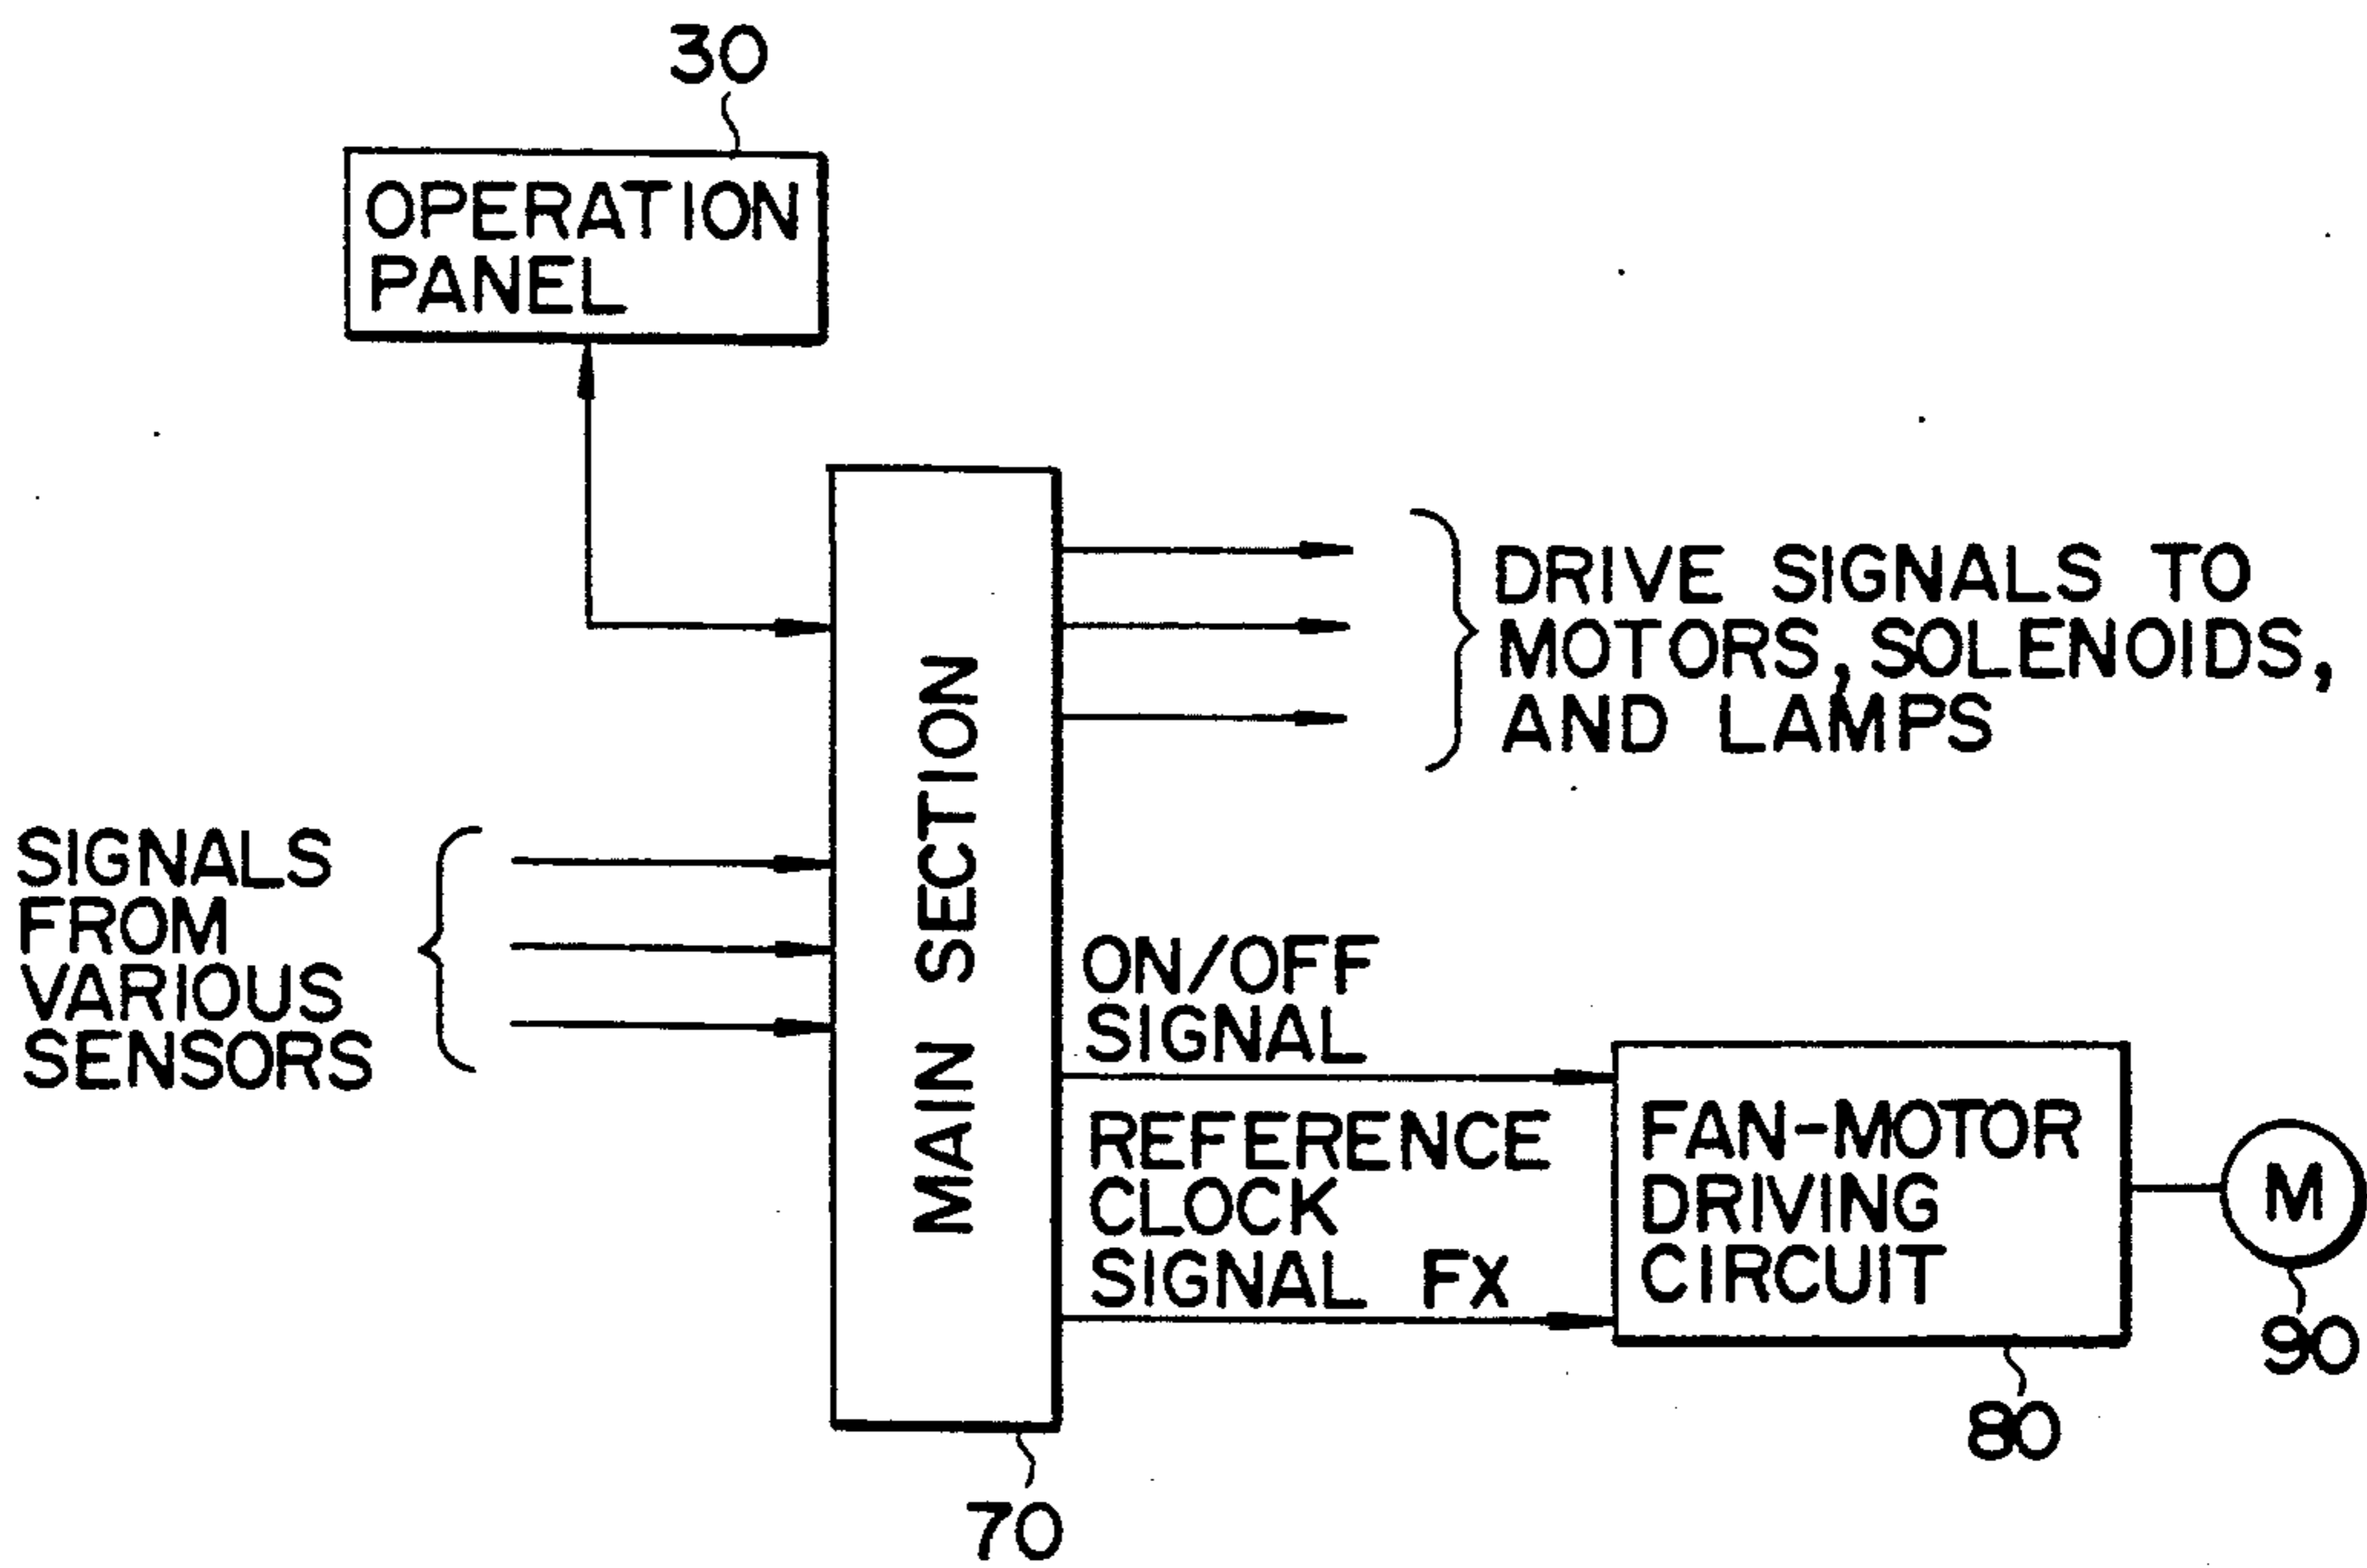 30
OPERATION
PANEL
DRIVE SIGNALS TO
MOTORS, SOLENOIDS,
AND LAMPS
MAIN SECTION
SIGNALS
FROM
VARIOUS
SENSORS
ON/OFF
SIGNAL
REFERENCE
CLOCK
SIGNAL FX
FAN-MOTOR
DRIVING
CIRCUIT
M
90
80
70